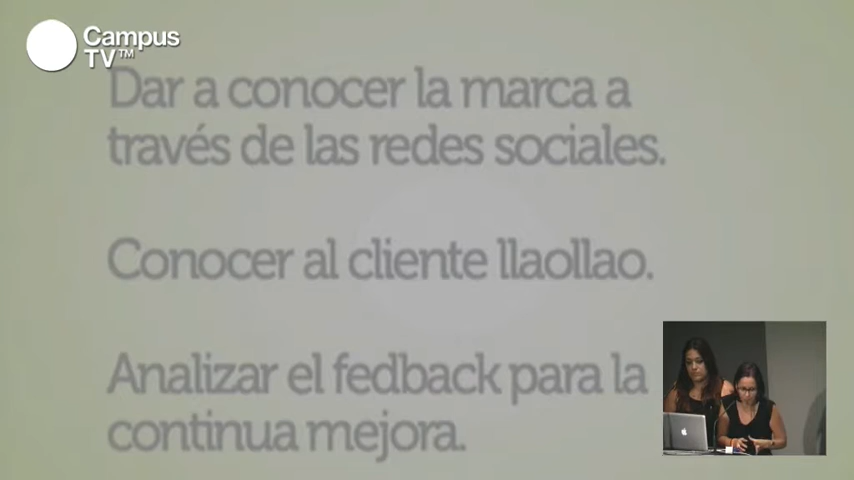 Campus
TV™
Dar a conocer la marca a
través de las redes sociales.
Conocer al cliente llaollao.
Analizar el fedback para la
continua mejora.